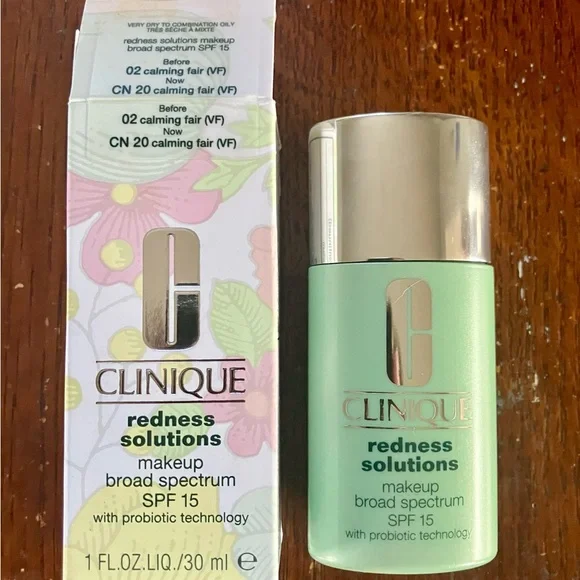 VERY DRY TO COMBINATION OILY
TRÈS SÈCHE À MIXTE
redness solutions makeup
broad spectrum SPF 15
Before
02 calming fair (VF)
Now
CN 20 calming fair (VF)
Before
02 calming fair (VF)
Now
CN 20 calming fair (VF)
CLINIQUE
redness
solutions
makeup
broad spectrum
SPF 15
with probiotic technology
1 FL.OZ.LIQ./30 ml e
CLINIQUE
redness
solutions
makeup
broad spectrum
SPF 15
with probiotic technology